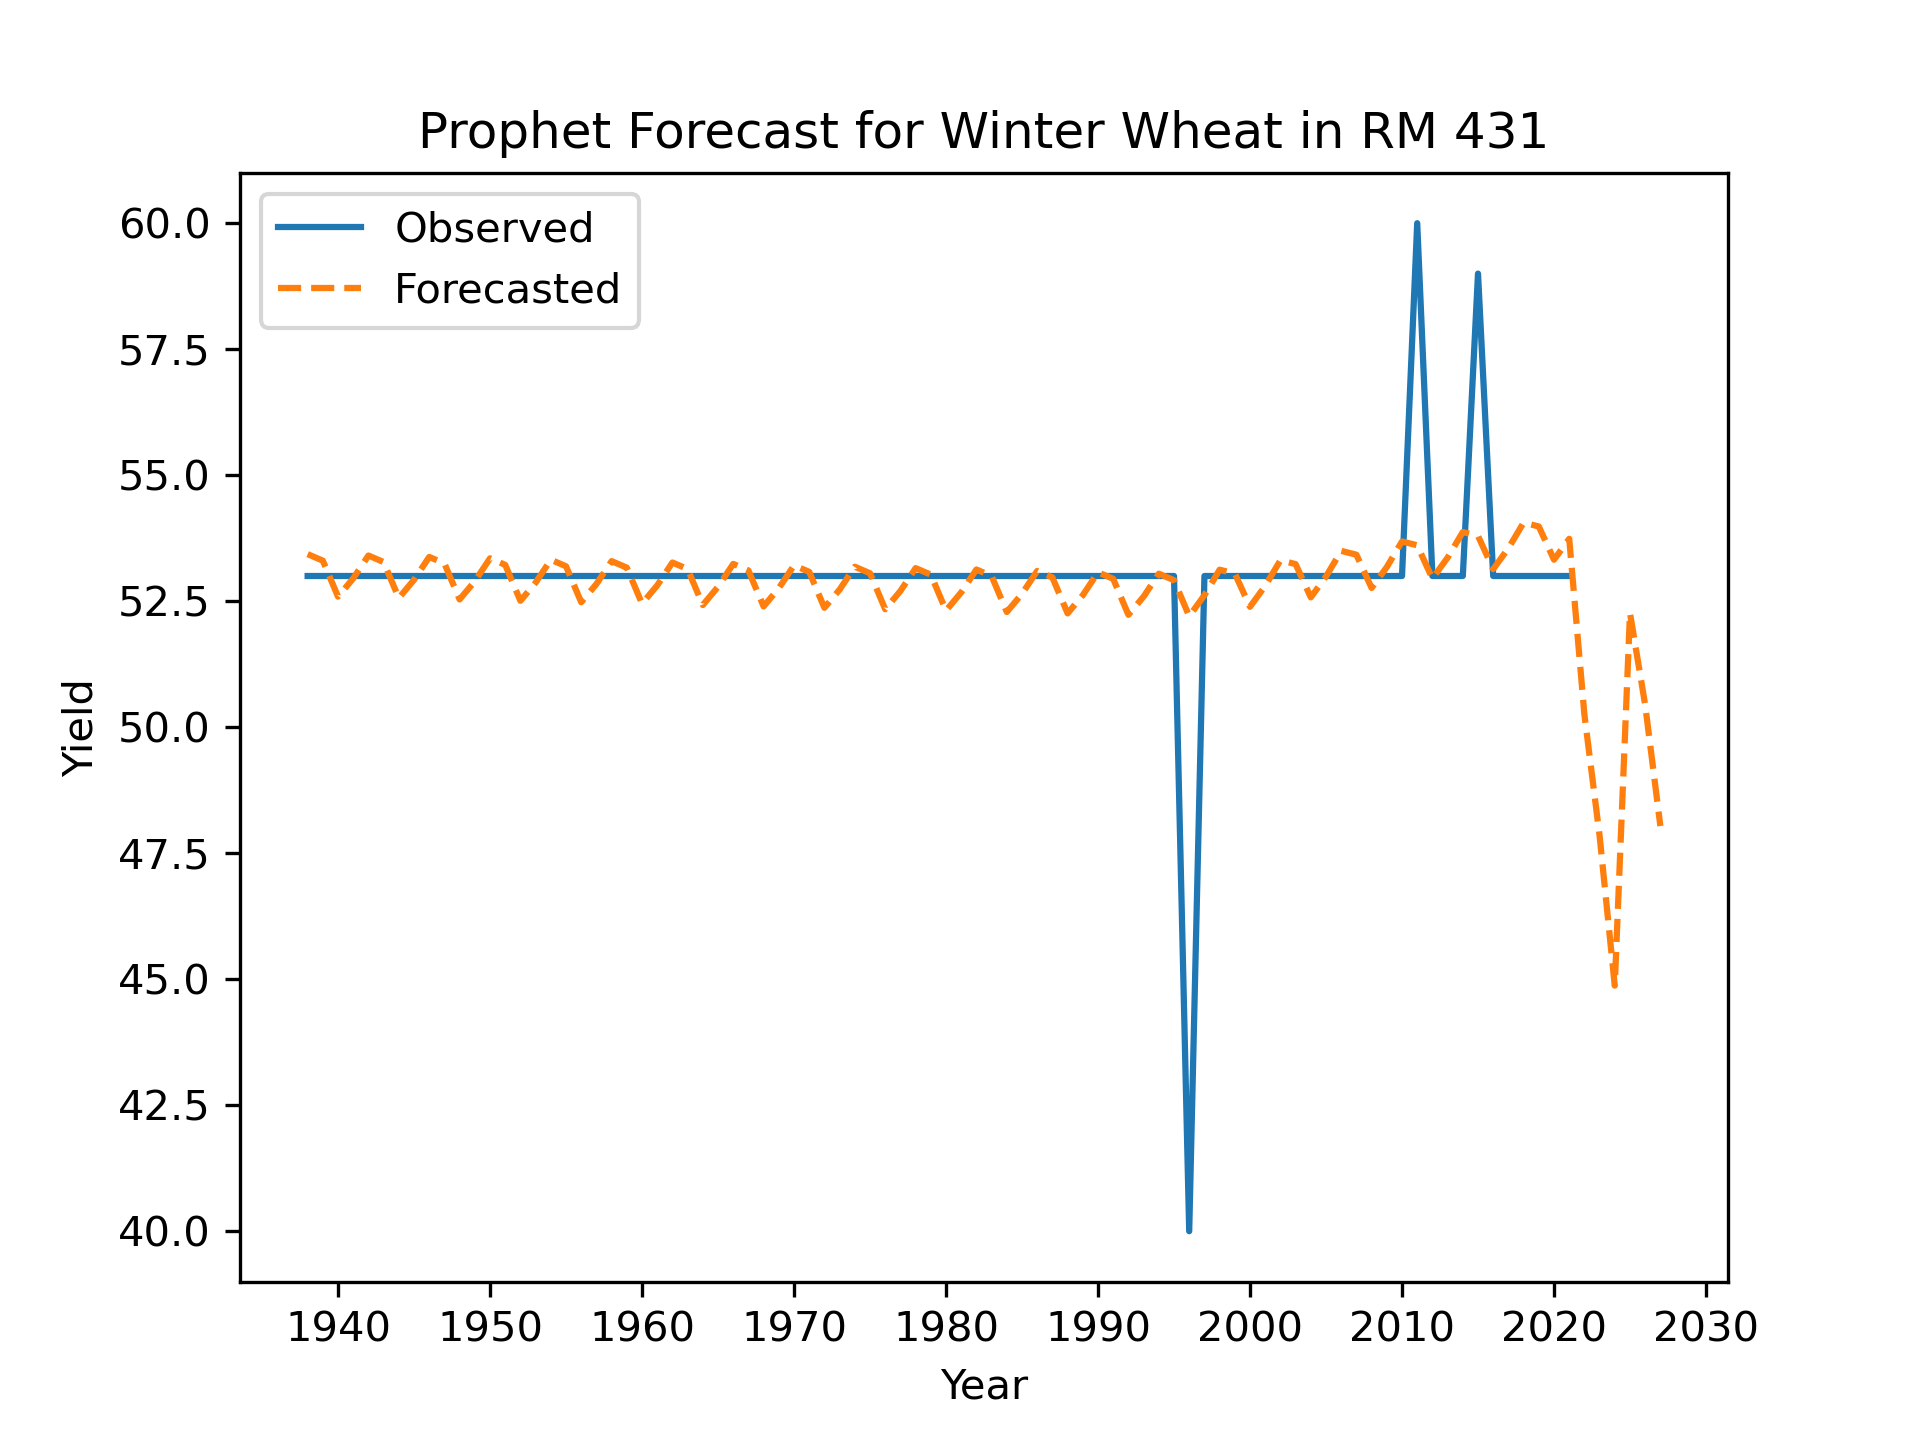 Prophet Forecast for Winter Wheat in RM 431
Observed
Forecasted
60.0
57.5
55.0
52.5
50.0
47.5
45.0
42.5
40.0
Yield
1940 1950 1960 1970 1980 1990 2000 2010 2020 2030
Year